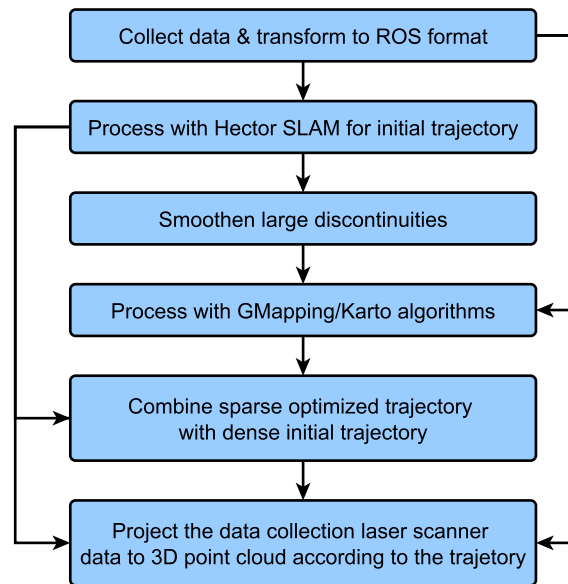 Collect data & transform to ROS format
Process with Hector SLAM for initial trajectory
Smoothen large discontinuities
Process with GMapping/Karto algorithms
Combine sparse optimized trajectory
with dense initial trajectory
Project the data collection laser scanner
data to 3D point cloud according to the trajetory